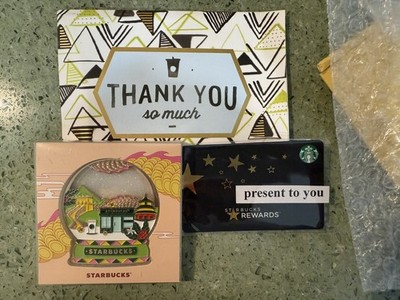 THANK YOU
so much
present to you
STARBUCKS
REWARDS
STARBUCKS
STARBUCKS